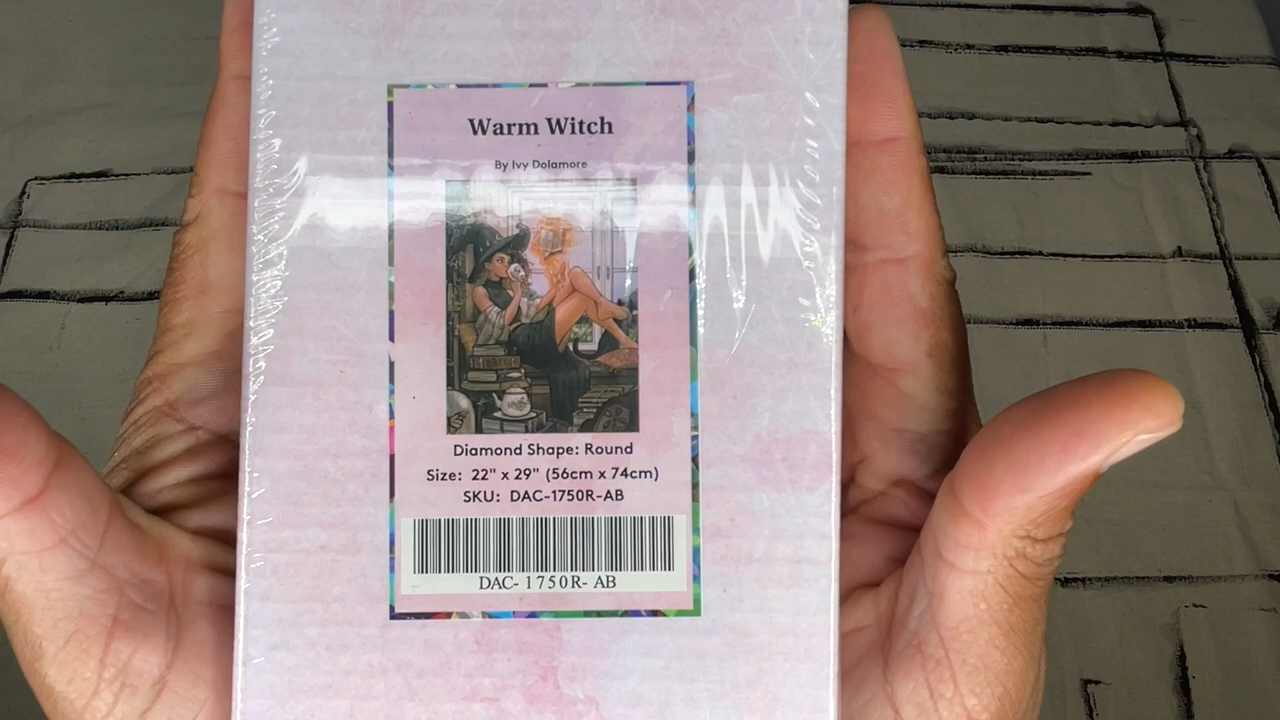 Warm Witch
By Ivy Dolamore
Diamond Shape: Round
Size: 22" x 29" (56cm x 74cm)
SKU: DAC-1750R-AB
DAC- 1750R- AB